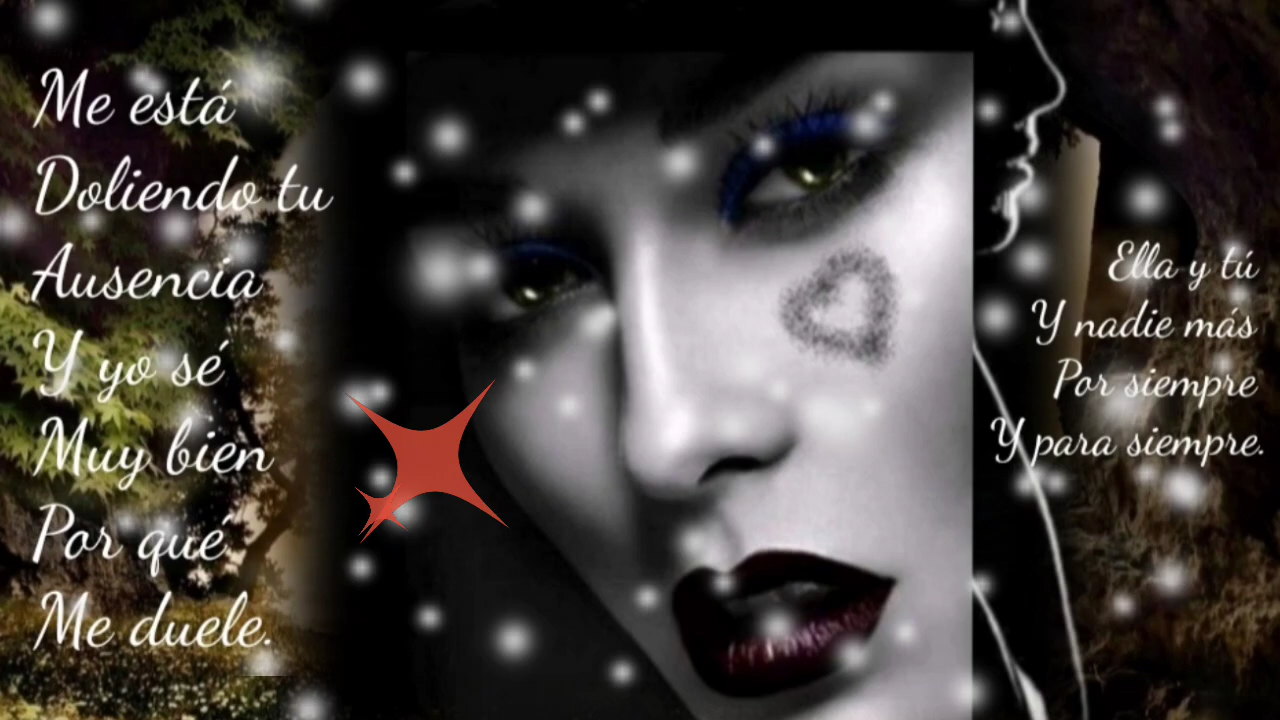 Me está
Doliendo tu
Ausencia
Y yo sé
Muy bien
Por qué
Me duele.
Ella y tú
Y nadie más
Por siempre
Y para siempre.